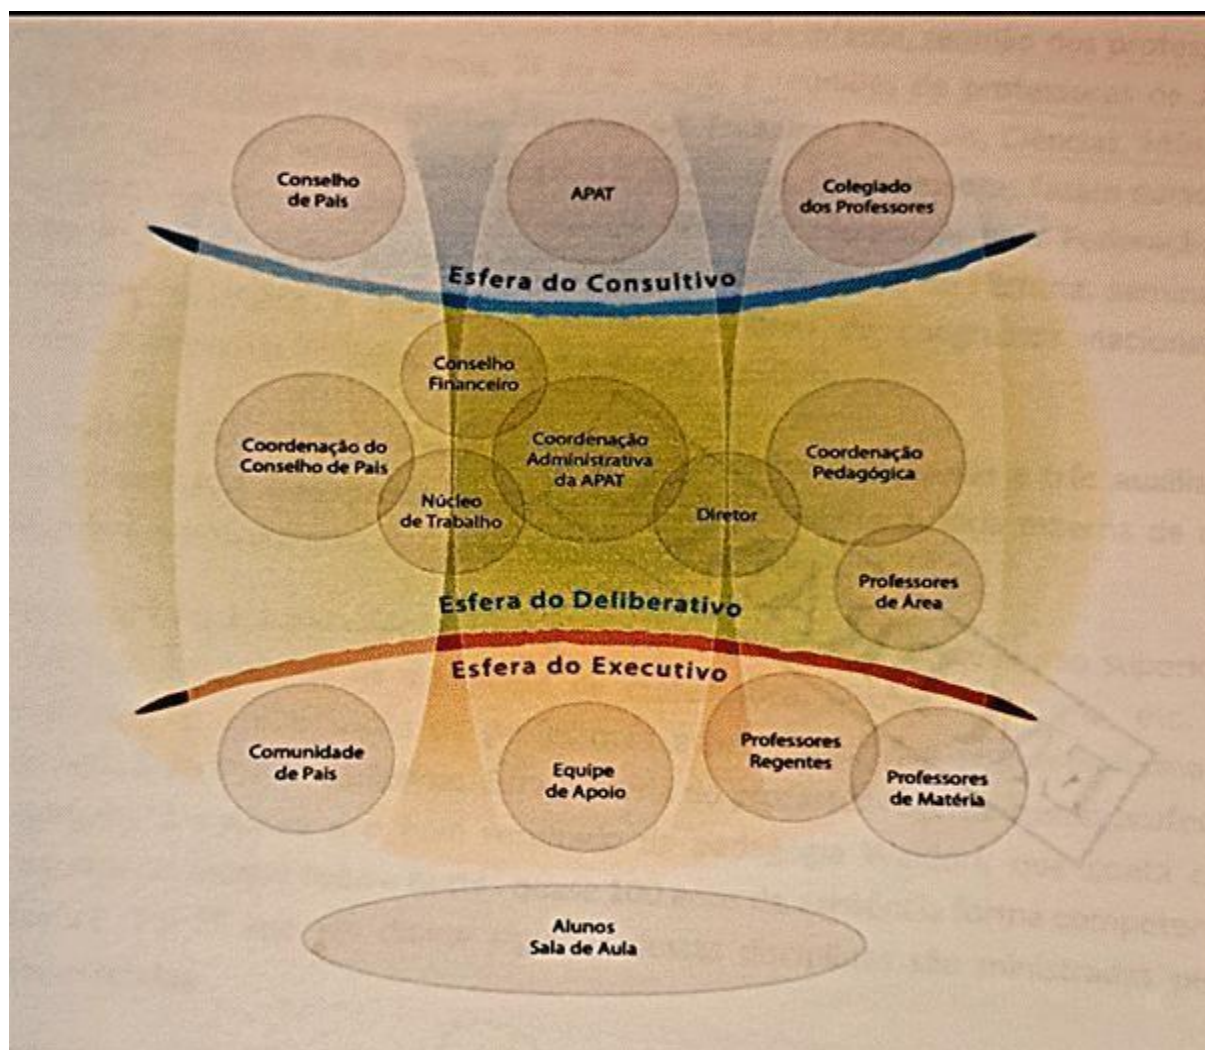 Conselho
de Pais
APAT
Colegiado
dos Professores
Esfera do Consultivo
Conselho
Financeiro
Coordenação do
Conselho de Pais
Coordenação
Administrativa
da APAT
Coordenação
Pedagógica
Núcleo
de Trabalho
Diretor
Professores
de Área
Esfera do Deliberativo
Esfera do Executivo
Comunidade
de Pais
Equipe
de Apoio
Professores
Regentes
Professores
de Matéria
Alunos
Sala de Aula